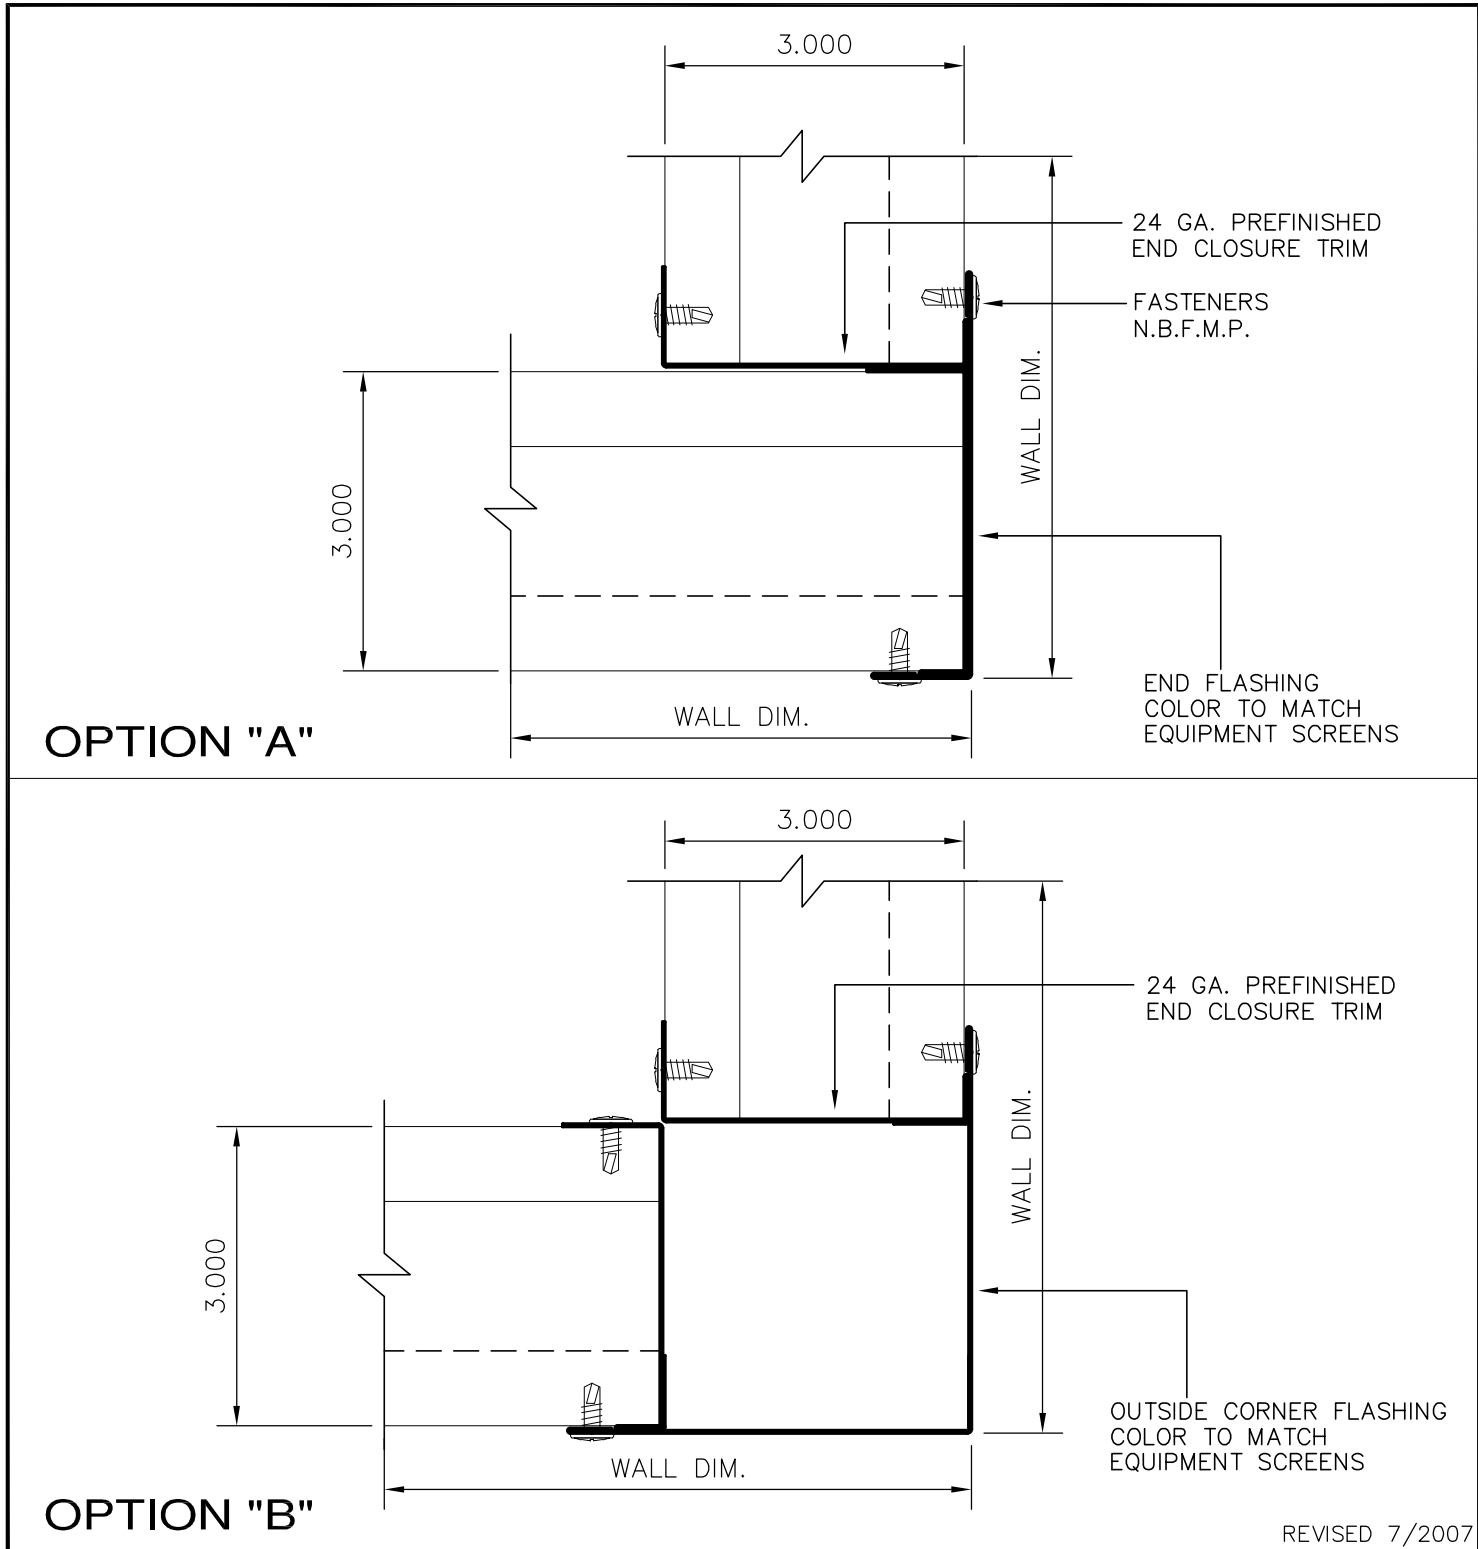 3.000
24 GA. PREFINISHED
END CLOSURE TRIM
FASTENERS
N.B.F.M.P.
WALL DIM.
3.000
END FLASHING
COLOR TO MATCH
EQUIPMENT SCREENS
WALL DIM.
OPTION "A"
3.000
24 GA. PREFINISHED
END CLOSURE TRIM
WALL DIM.
3.000
OUTSIDE CORNER FLASHING
COLOR TO MATCH
EQUIPMENT SCREENS
WALL DIM.
OPTION "B"
REVISED 7/2007